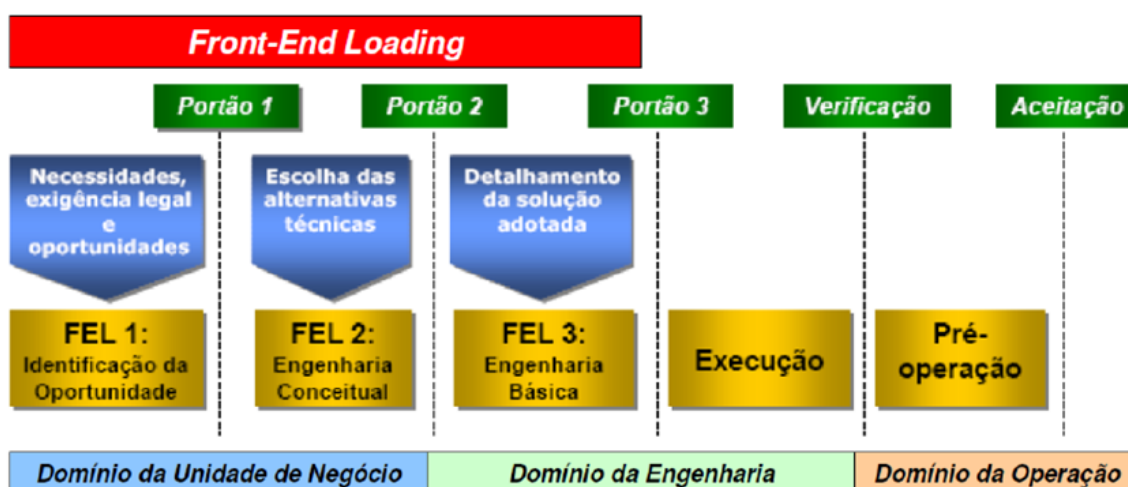 Front-End Loading
Portão 1
Portão 2
Portão 3
Verificação
Aceitação
Necessidades,
exigência legal
e
oportunidades
Escolha das
alternativas
técnicas
Detalhamento
da solução
adotada
FEL 1:
Identificação da
Oportunidade
FEL 2:
Engenharia
Conceitual
FEL 3:
Engenharia
Básica
Execução
Pré-
operação
Domínio da Unidade de Negócio
Domínio da Engenharia
Domínio da Operação